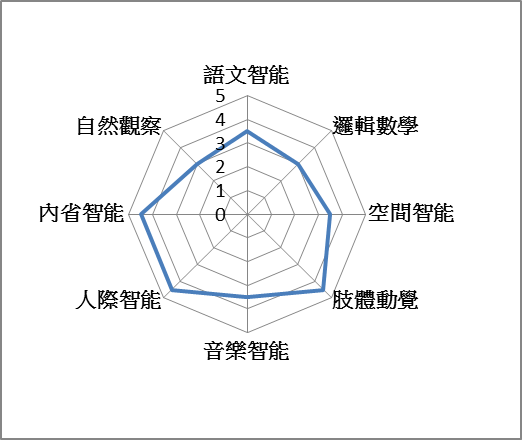 語文智能
5
自然觀察
4
邏輯數學
3
2
1
內省智能
0
空間智能
人際智能
肢體動覺
音樂智能